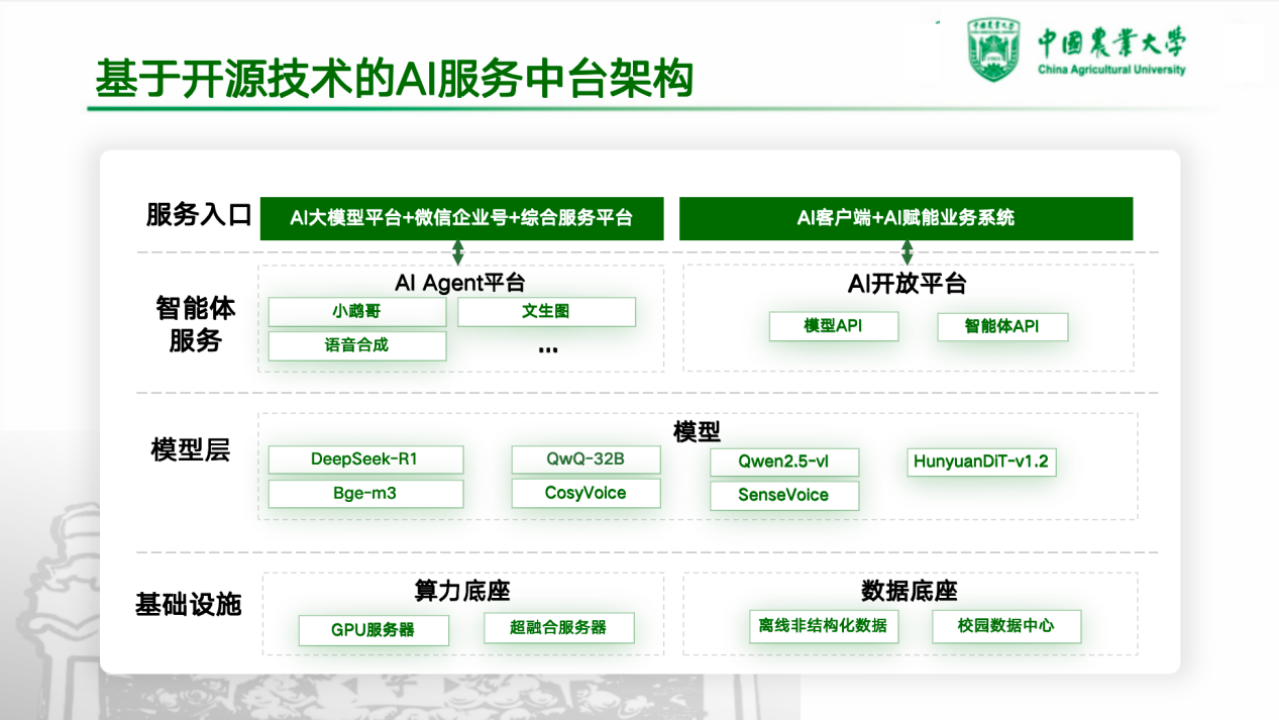 基于开源技术的AI服务中台架构
中国农业大学
China Agricultural University
服务入口
AI大模型平台+微信企业号+综合服务平台
AI客户端+AI赋能业务系统
智能体
服务
AI Agent平台
小鹉哥
文生图
语音合成
...
AI开放平台
模型API
智能体API
模型层
模型
DeepSeek-R1
QwQ-32B
Qwen2.5-vl
HunyuanDiT-v1.2
Bge-m3
CosyVoice
SenseVoice
基础设施
算力底座
GPU服务器
超融合服务器
数据底座
离线非结构化数据
校园数据中心